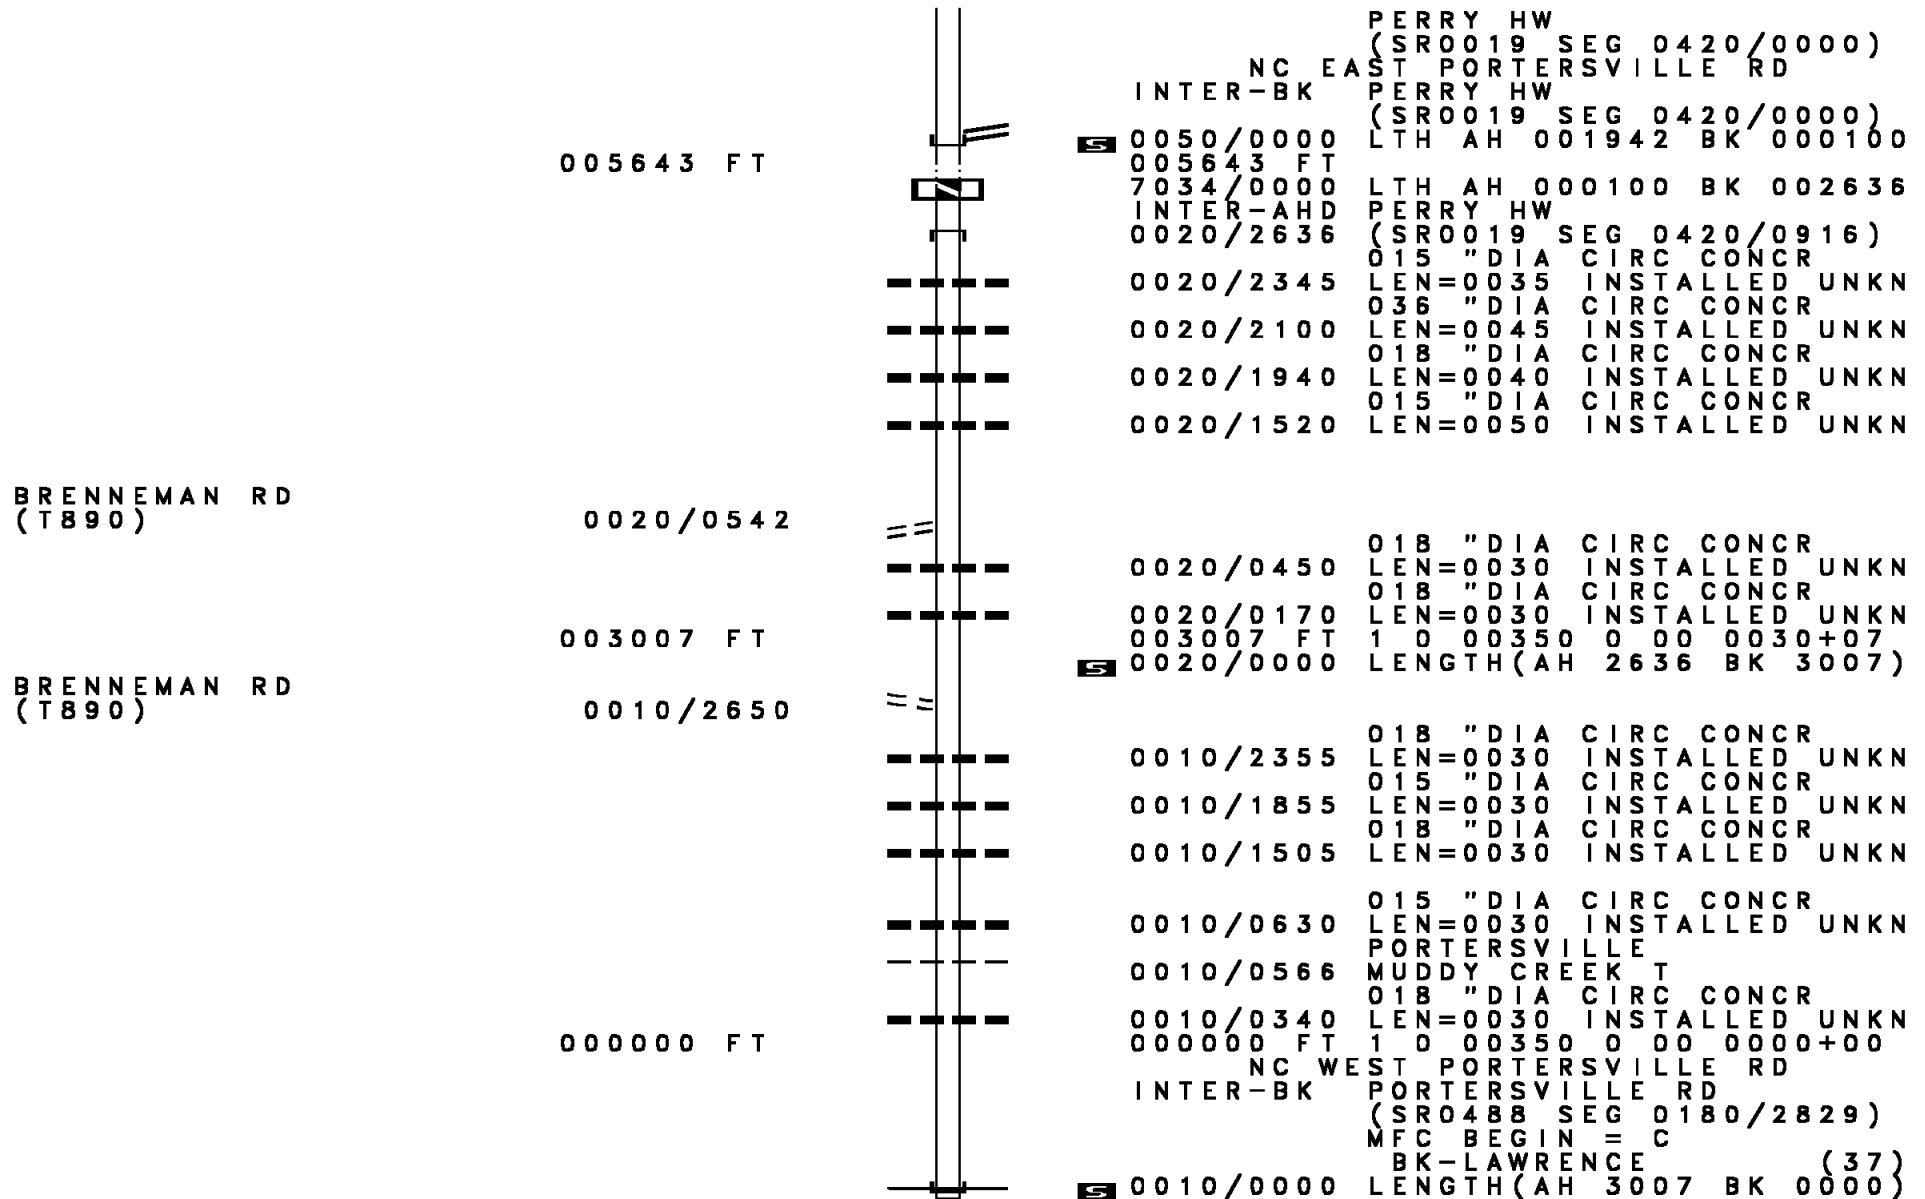 PERRY HW
(SR0019 SEG 0420/0000)
NC EAST PORTERSVILLE RD
INTER-BK PERRY HW
(SR0019 SEG 0420/0000)
S 0050/0000 LTH AH 001942 BK 000100
005643 FT 005643 FT
7034/0000 LTH AH 000100 BK 002636
INTER-AHD PERRY HW
0020/2636 (SR0019 SEG 0420/0916)
015 "DIA CIRC CONCR
0020/2345 LEN=0035 INSTALLED UNKN
036 "DIA CIRC CONCR
0020/2100 LEN=0045 INSTALLED UNKN
018 "DIA CIRC CONCR
0020/1940 LEN=0040 INSTALLED UNKN
015 "DIA CIRC CONCR
0020/1520 LEN=0050 INSTALLED UNKN
BRENNEMAN RD
(T890) 0020/0542
018 "DIA CIRC CONCR
0020/0450 LEN=0030 INSTALLED UNKN
018 "DIA CIRC CONCR
0020/0170 LEN=0030 INSTALLED UNKN
003007 FT 003007 FT 1 0 00350 0 00 0030+07
S 0020/0000 LENGTH(AH 2636 BK 3007)
BRENNEMAN RD
(T890) 0010/2650
018 "DIA CIRC CONCR
0010/2355 LEN=0030 INSTALLED UNKN
015 "DIA CIRC CONCR
0010/1855 LEN=0030 INSTALLED UNKN
018 "DIA CIRC CONCR
0010/1505 LEN=0030 INSTALLED UNKN
015 "DIA CIRC CONCR
0010/0630 LEN=0030 INSTALLED UNKN
PORTERSVILLE
0010/0566 MUDDY CREEK T
018 "DIA CIRC CONCR
0010/0340 LEN=0030 INSTALLED UNKN
000000 FT 000000 FT 1 0 00350 0 00 0000+00
NC WEST PORTERSVILLE RD
INTER-BK PORTERSVILLE RD
(SR0488 SEG 0180/2829)
MFC BEGIN = C
BK-LAWRENCE (37)
S 0010/0000 LENGTH(AH 3007 BK 0000)